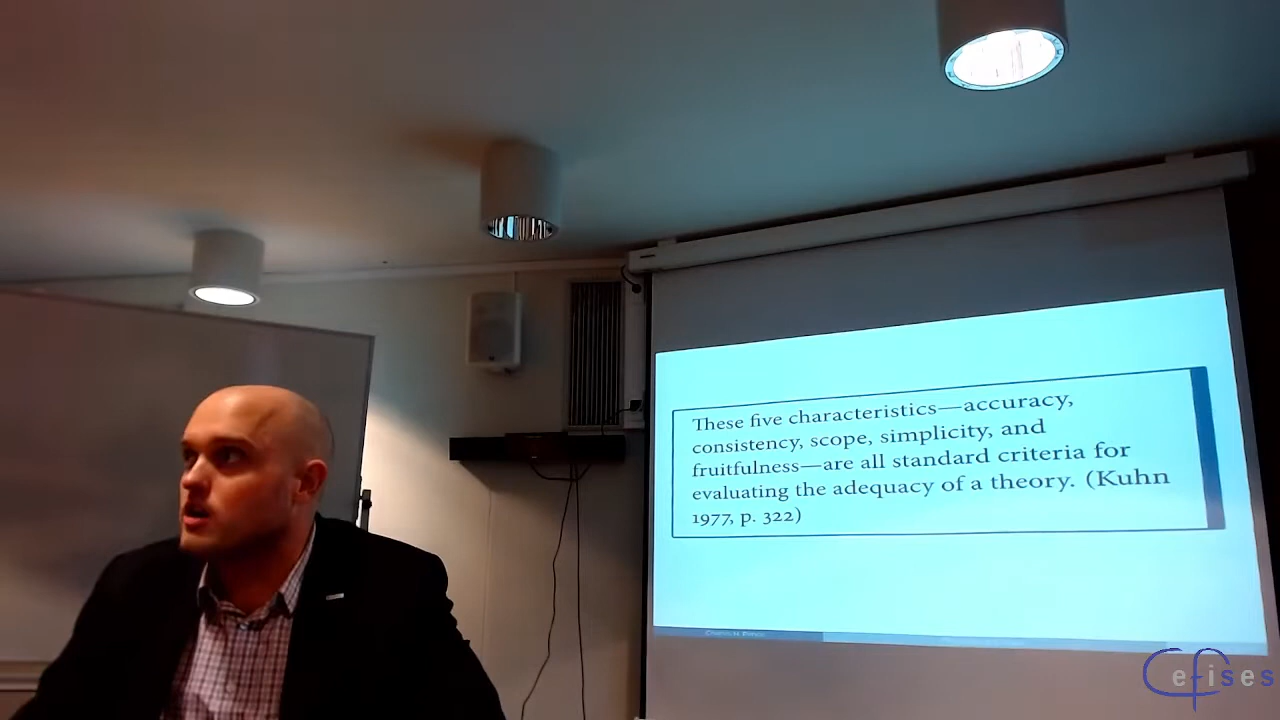 These five characteristics—accuracy,
consistency, scope, simplicity, and
fruitfulness—are all standard criteria for
evaluating the adequacy of a theory. (Kuhn
1977, p. 322)
Cefises